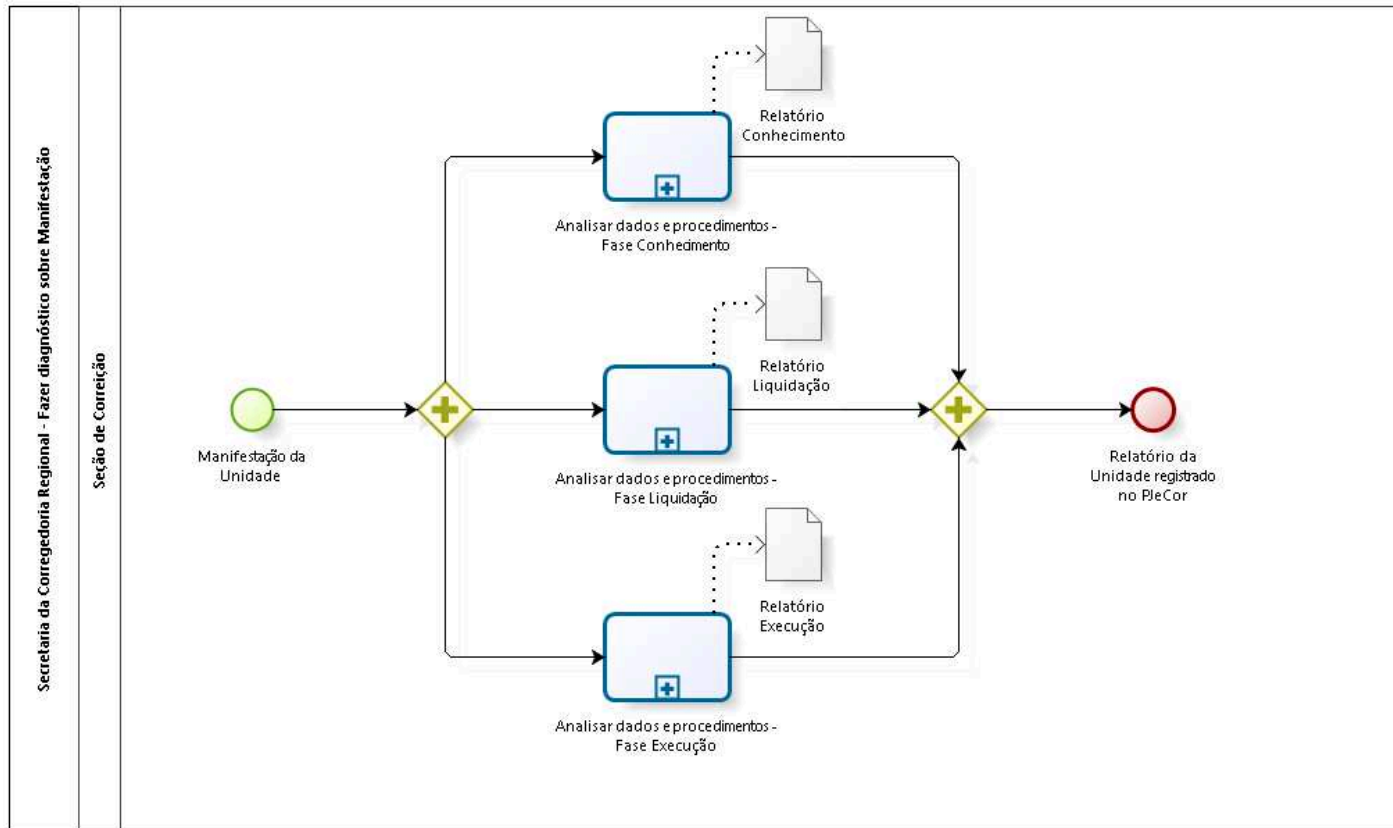 Secretaria da Corregedoria Regional - Fazer diagnóstico sobre Manifestação
Seção de Correição
Relatório
Conhecimento
Analisar dados e procedimentos -
Fase Conhecimento
Relatório
Liquidação
Manifestação da
Unidade
Analisar dados e procedimentos -
Fase Liquidação
Relatório da
Unidade registrado
no PJeCor
Relatório
Execução
Analisar dados e procedimentos -
Fase Execução